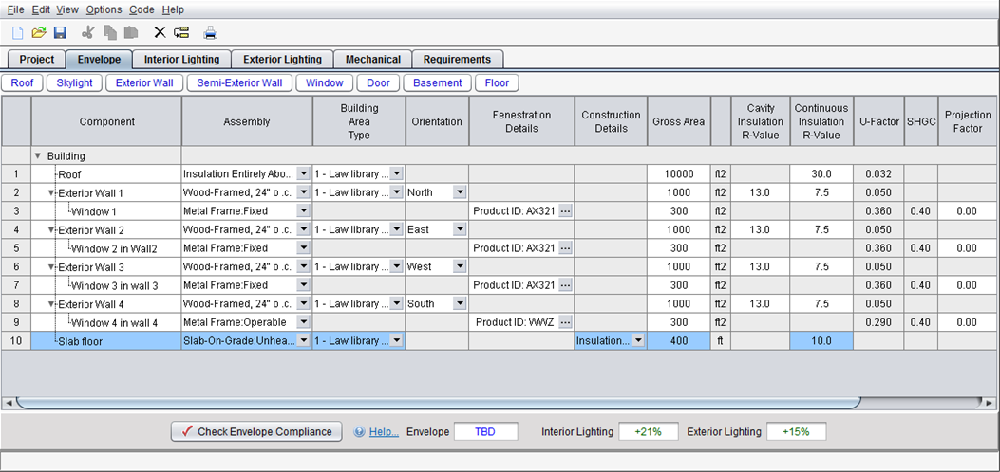 File Edit View Options Code Help
Project Envelope Interior Lighting Exterior Lighting Mechanical Requirements
Roof Skylight Exterior Wall Semi-Exterior Wall Window Door Basement Floor
Component Assembly Building Area Type Orientation Fenestration Details Construction Details Gross Area Cavity Insulation R-Value Continuous Insulation R-Value U-Factor SHGC Projection Factor
Building
1 Roof Insulation Entirely Abo... 1 - Law library ... 10000 ft2 30.0 0.032
2 Exterior Wall 1 Wood-Framed, 24" o .c. 1 - Law library ... North 1000 ft2 13.0 7.5 0.050
3 Window 1 Metal Frame:Fixed Product ID: AX321 ... 300 ft2 0.360 0.40 0.00
4 Exterior Wall 2 Wood-Framed, 24" o .c. 1 - Law library ... East 1000 ft2 13.0 7.5 0.050
5 Window 2 in Wall2 Metal Frame:Fixed Product ID: AX321 ... 300 ft2 0.360 0.40 0.00
6 Exterior Wall 3 Wood-Framed, 24" o .c. 1 - Law library ... West 1000 ft2 13.0 7.5 0.050
7 Window 3 in wall 3 Metal Frame:Fixed Product ID: AX321 ... 300 ft2 0.360 0.40 0.00
8 Exterior Wall 4 Wood-Framed, 24" o .c. 1 - Law library ... South 1000 ft2 13.0 7.5 0.050
9 Window 4 in wall 4 Metal Frame:Operable Product ID: WWZ ... 300 ft2 0.290 0.40 0.00
10 Slab floor Slab-On-Grade:Unhea... 1 - Law library ... Insulation... 400 ft 10.0
Check Envelope Compliance Help... Envelope TBD Interior Lighting +21% Exterior Lighting +15%